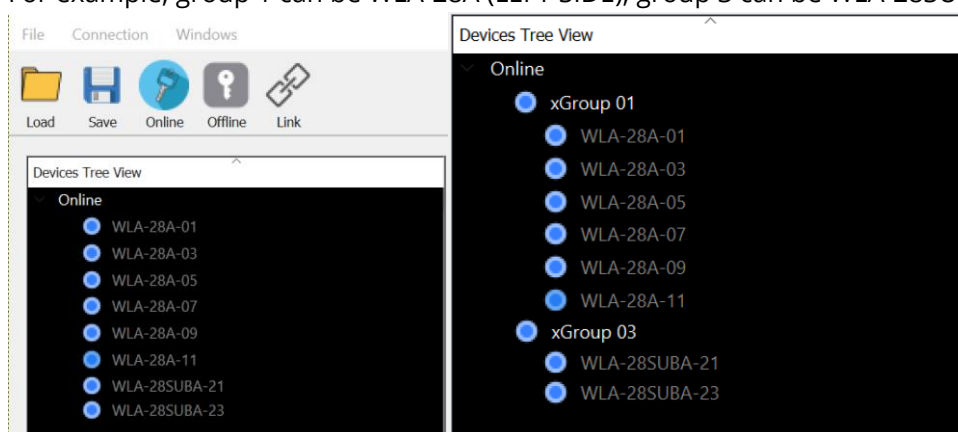 For example, group 1 can be WLA-28A (LEFT SIDE), group 3 can be WLA-28SU
File Connection Windows
Load Save Online Offline Link
Devices Tree View
Online
WLA-28A-01
WLA-28A-03
WLA-28A-05
WLA-28A-07
WLA-28A-09
WLA-28A-11
WLA-28SUBA-21
WLA-28SUBA-23
Devices Tree View
Online
xGroup 01
WLA-28A-01
WLA-28A-03
WLA-28A-05
WLA-28A-07
WLA-28A-09
WLA-28A-11
xGroup 03
WLA-28SUBA-21
WLA-28SUBA-23